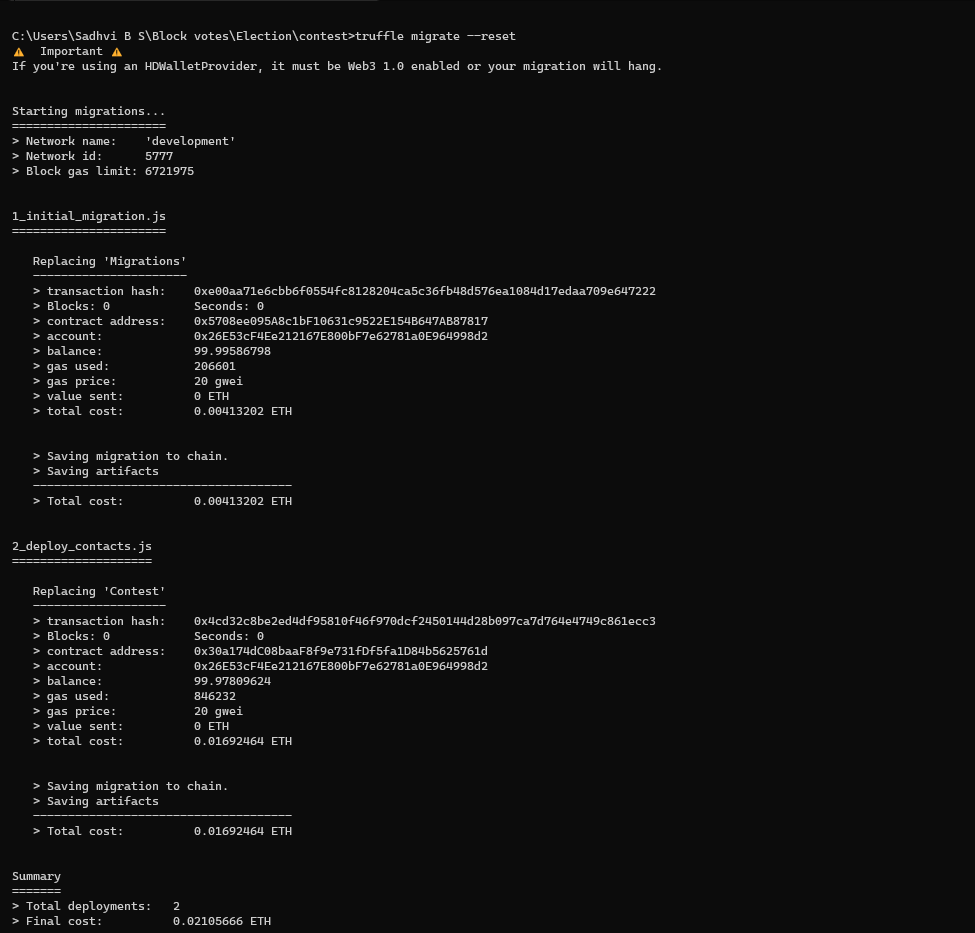 C:\Users\Sadhvi B S\Block votes\Election\contest>truffle migrate --reset
⚠ Important ⚠
If you're using an HDWalletProvider, it must be Web3 1.0 enabled or your migration will hang.
Starting migrations...
======================
> Network name:    'development'
> Network id:      5777
> Block gas limit: 6721975
1_initial_migration.js
======================
   Replacing 'Migrations'
   ----------------------
   > transaction hash:    0xe00aa71e6cbb6f0554fc8128204ca5c36fb48d576ea1084d17edaa709e647222
   > Blocks: 0            Seconds: 0
   > contract address:    0x5708ee095A8c1bF10631c9522E154B647AB87817
   > account:             0x26E53cF4Ee212167E800bF7e62781a0E964998d2
   > balance:             99.99586798
   > gas used:            206601
   > gas price:           20 gwei
   > value sent:          0 ETH
   > total cost:          0.00413202 ETH
   > Saving migration to chain.
   > Saving artifacts
   -------------------------------------
   > Total cost:          0.00413202 ETH
2_deploy_contacts.js
====================
   Replacing 'Contest'
   -------------------
   > transaction hash:    0x4cd32c8be2ed4df95810f46f970dcf2450144d28b097ca7d764e4749c861ecc3
   > Blocks: 0            Seconds: 0
   > contract address:    0x30a174dC08baaF8f9e731fDf5fa1D84b5625761d
   > account:             0x26E53cF4Ee212167E800bF7e62781a0E964998d2
   > balance:             99.97809624
   > gas used:            846232
   > gas price:           20 gwei
   > value sent:          0 ETH
   > total cost:          0.01692464 ETH
   > Saving migration to chain.
   > Saving artifacts
   -------------------------------------
   > Total cost:          0.01692464 ETH
Summary
=======
> Total deployments:   2
> Final cost:          0.02105666 ETH